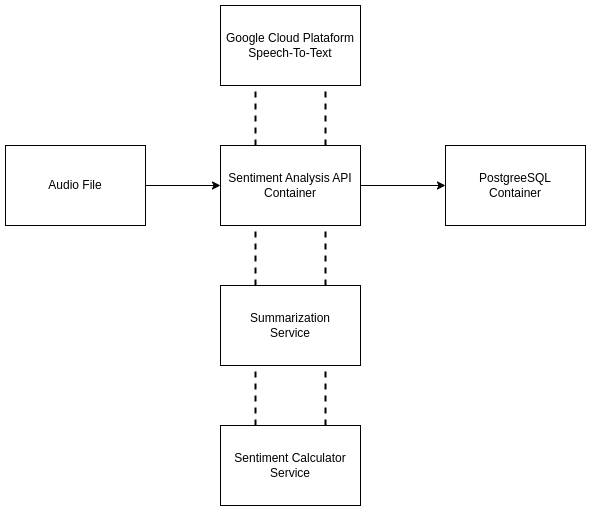 Google Cloud Plataform
Speech-To-Text
Audio File
Sentiment Analysis API
Container
PostgreeSQL
Container
Summarization
Service
Sentiment Calculator
Service